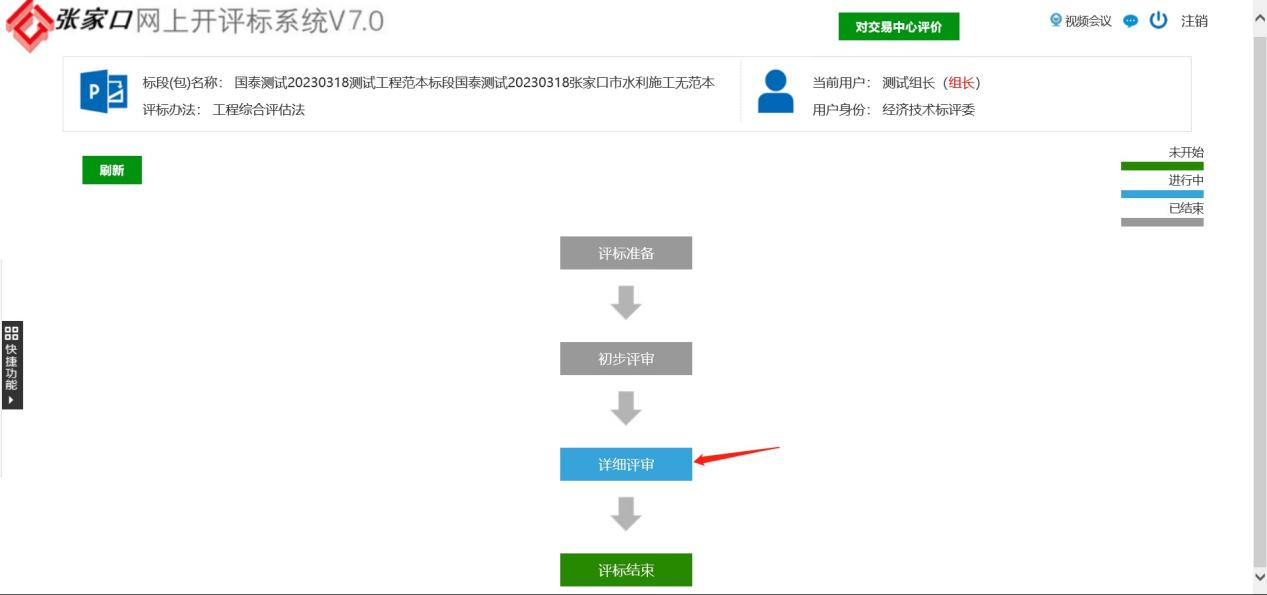 张家口网上开评标系统V7.0
对交易中心评价
视频会议
注销
标段(包)名称： 国泰测试20230318测试工程范本标段国泰测试20230318张家口市水利施工无范本
评标办法： 工程综合评估法
当前用户： 测试组长（组长）
用户身份： 经济技术标评委
刷新
未开始
进行中
已结束
评标准备
初步评审
详细评审
评标结束
快捷功能
P